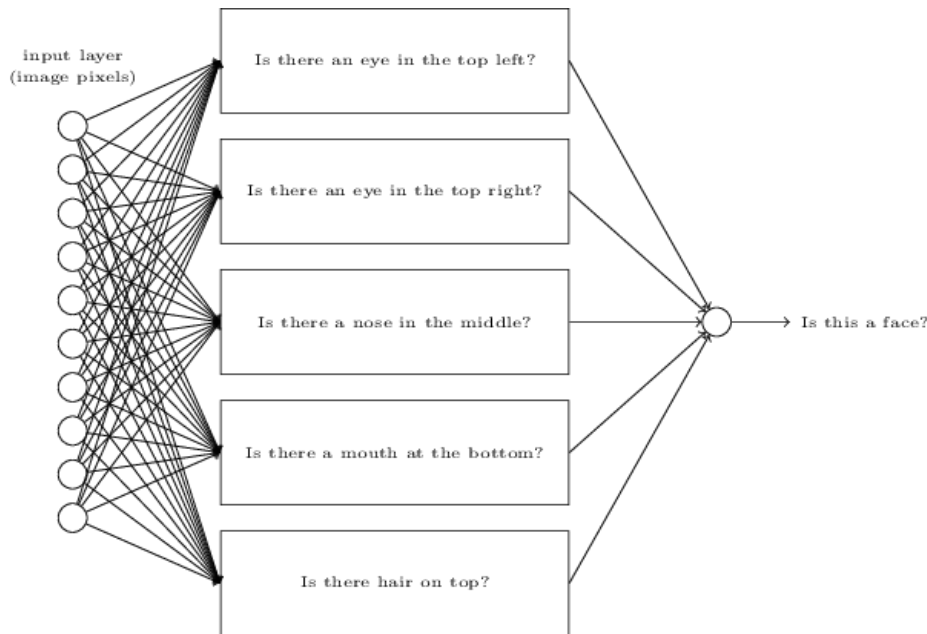 input layer
(image pixels)
Is there an eye in the top left?
Is there an eye in the top right?
Is there a nose in the middle?
Is there a mouth at the bottom?
Is there hair on top?
Is this a face?